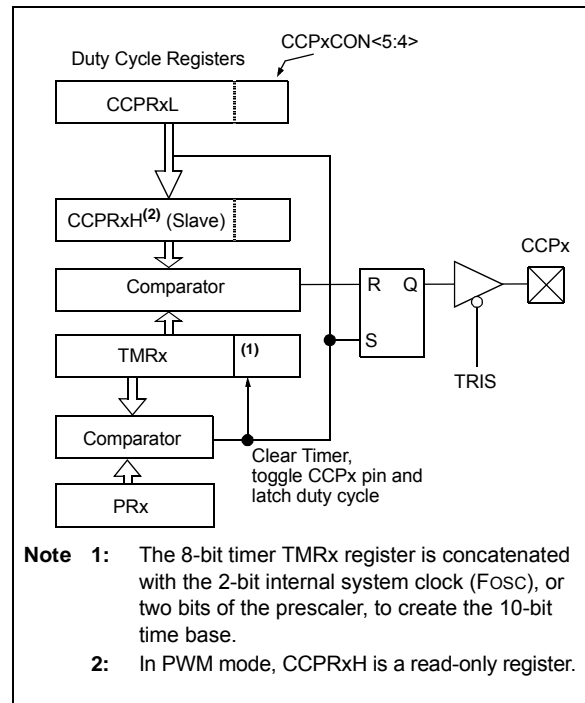 CCPxCON<5:4>
Duty Cycle Registers
CCPRxL
CCPRxH(2) (Slave)
CCPx
Comparator
R Q
S
TMRx (1)
TRIS
Comparator
Clear Timer,
toggle CCPx pin and
latch duty cycle
PRx
Note 1: The 8-bit timer TMRx register is concatenated
with the 2-bit internal system clock (FOSC), or
two bits of the prescaler, to create the 10-bit
time base.
2: In PWM mode, CCPRxH is a read-only register.